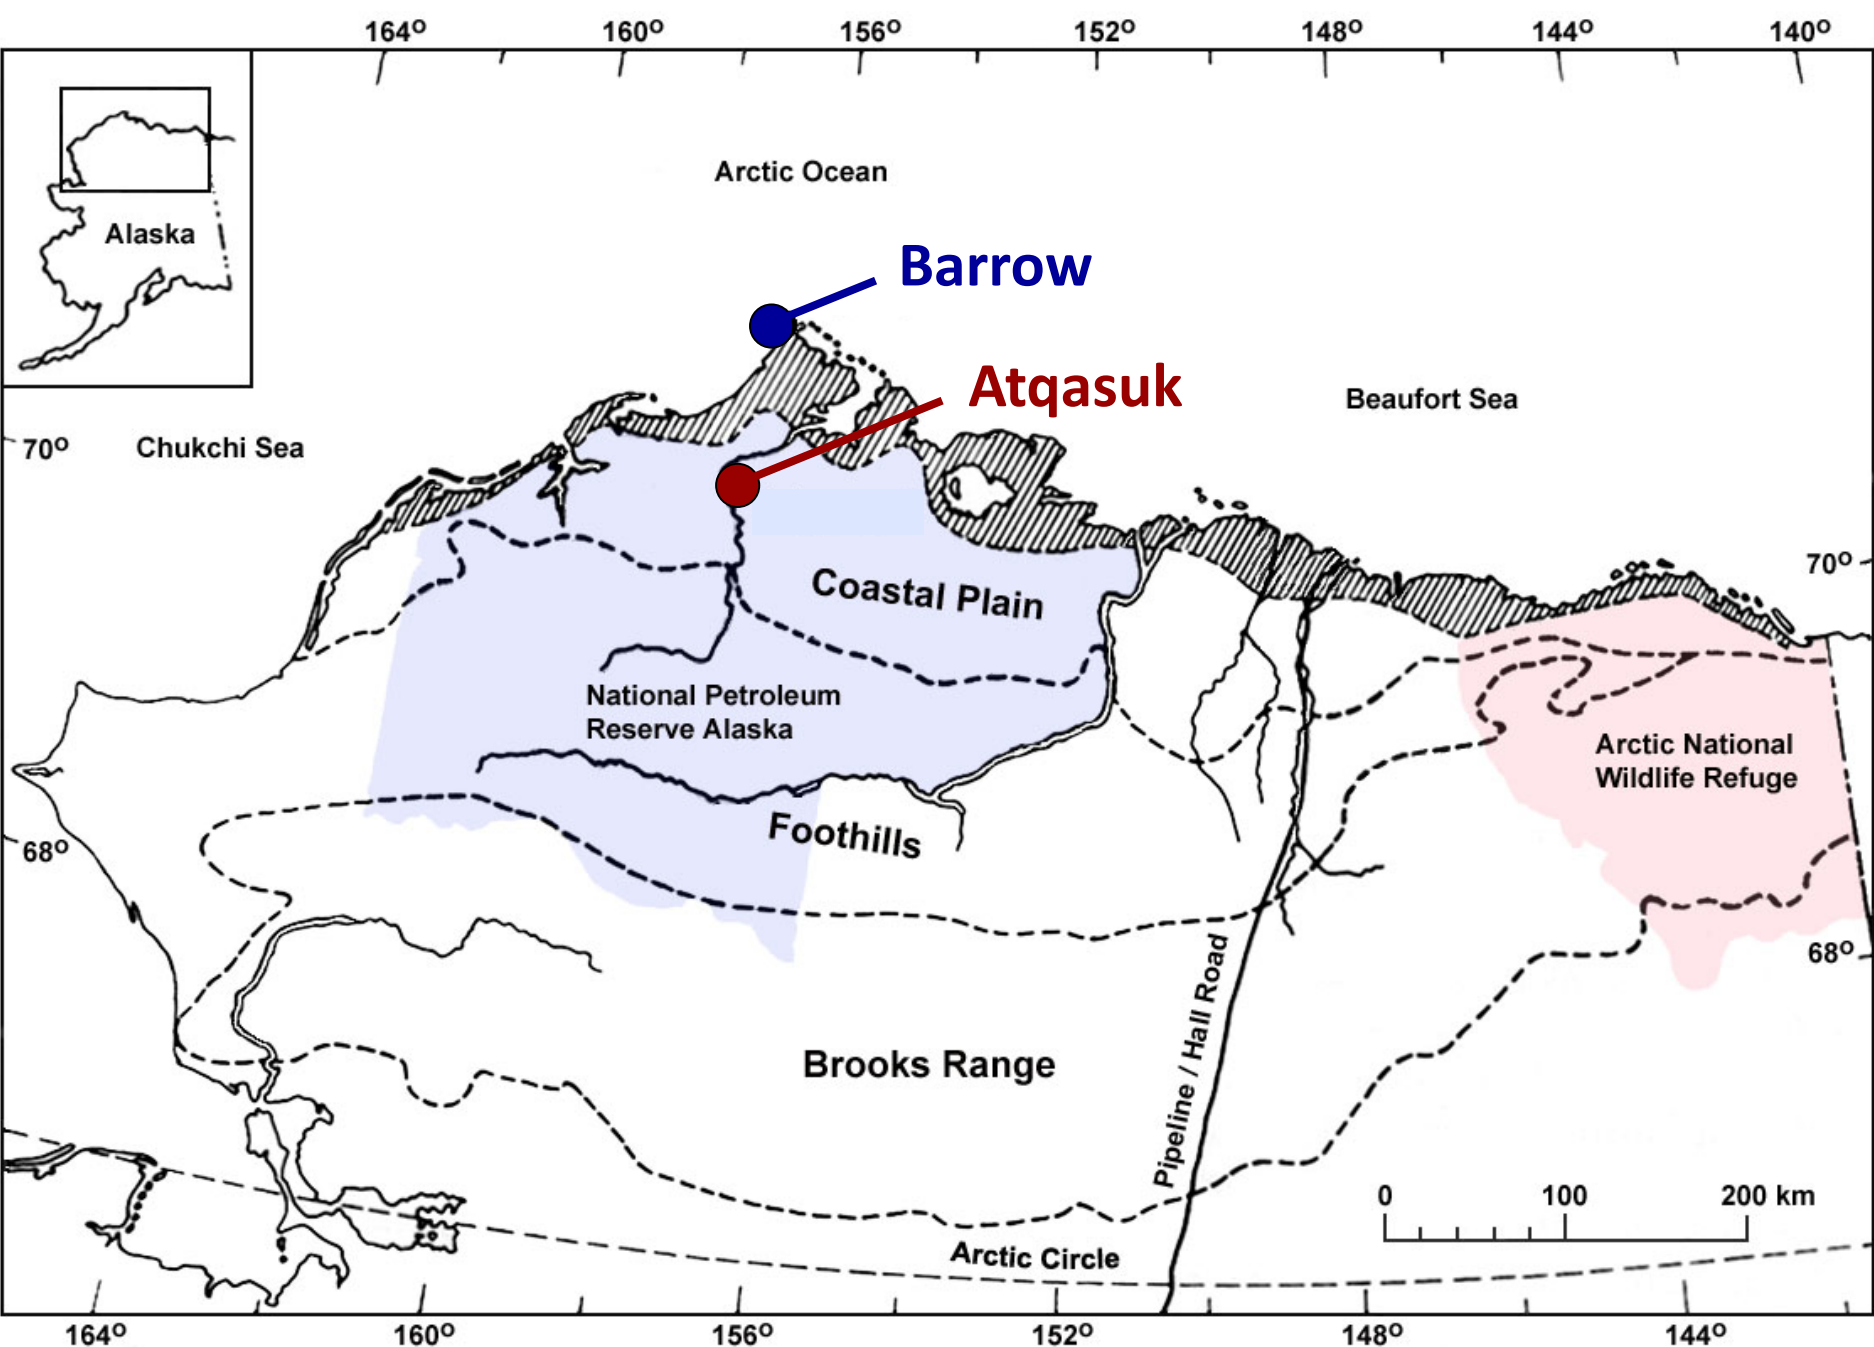 164°
160°
156°
152°
148°
144°
140°
Arctic Ocean
Alaska
Barrow
Atqasuk
Beaufort Sea
70°
Chukchi Sea
70°
Coastal Plain
National Petroleum
Reserve Alaska
Arctic National
Wildlife Refuge
Foothills
68°
68°
Pipeline / Hall Road
Brooks Range
0
100
200 km
Arctic Circle
164°
160°
156°
152°
148°
144°